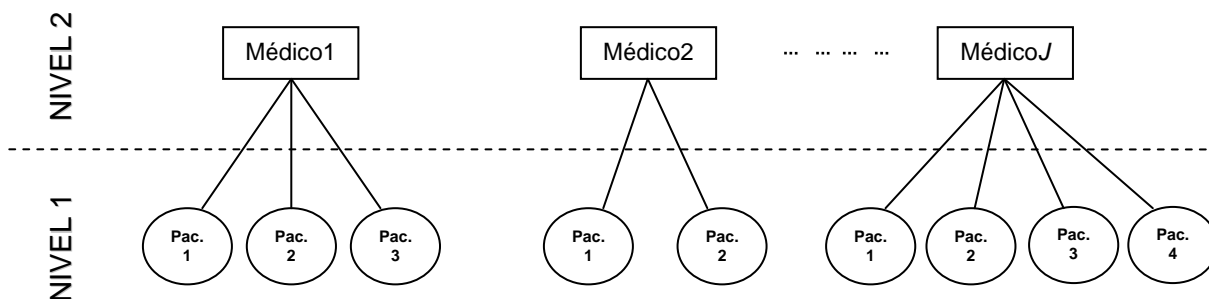 NIVEL 2
Médico1
Médico2
... ... ... ...
MédicoJ
NIVEL 1
Pac.
1
Pac.
2
Pac.
3
Pac.
1
Pac.
2
Pac.
1
Pac.
2
Pac.
3
Pac.
4